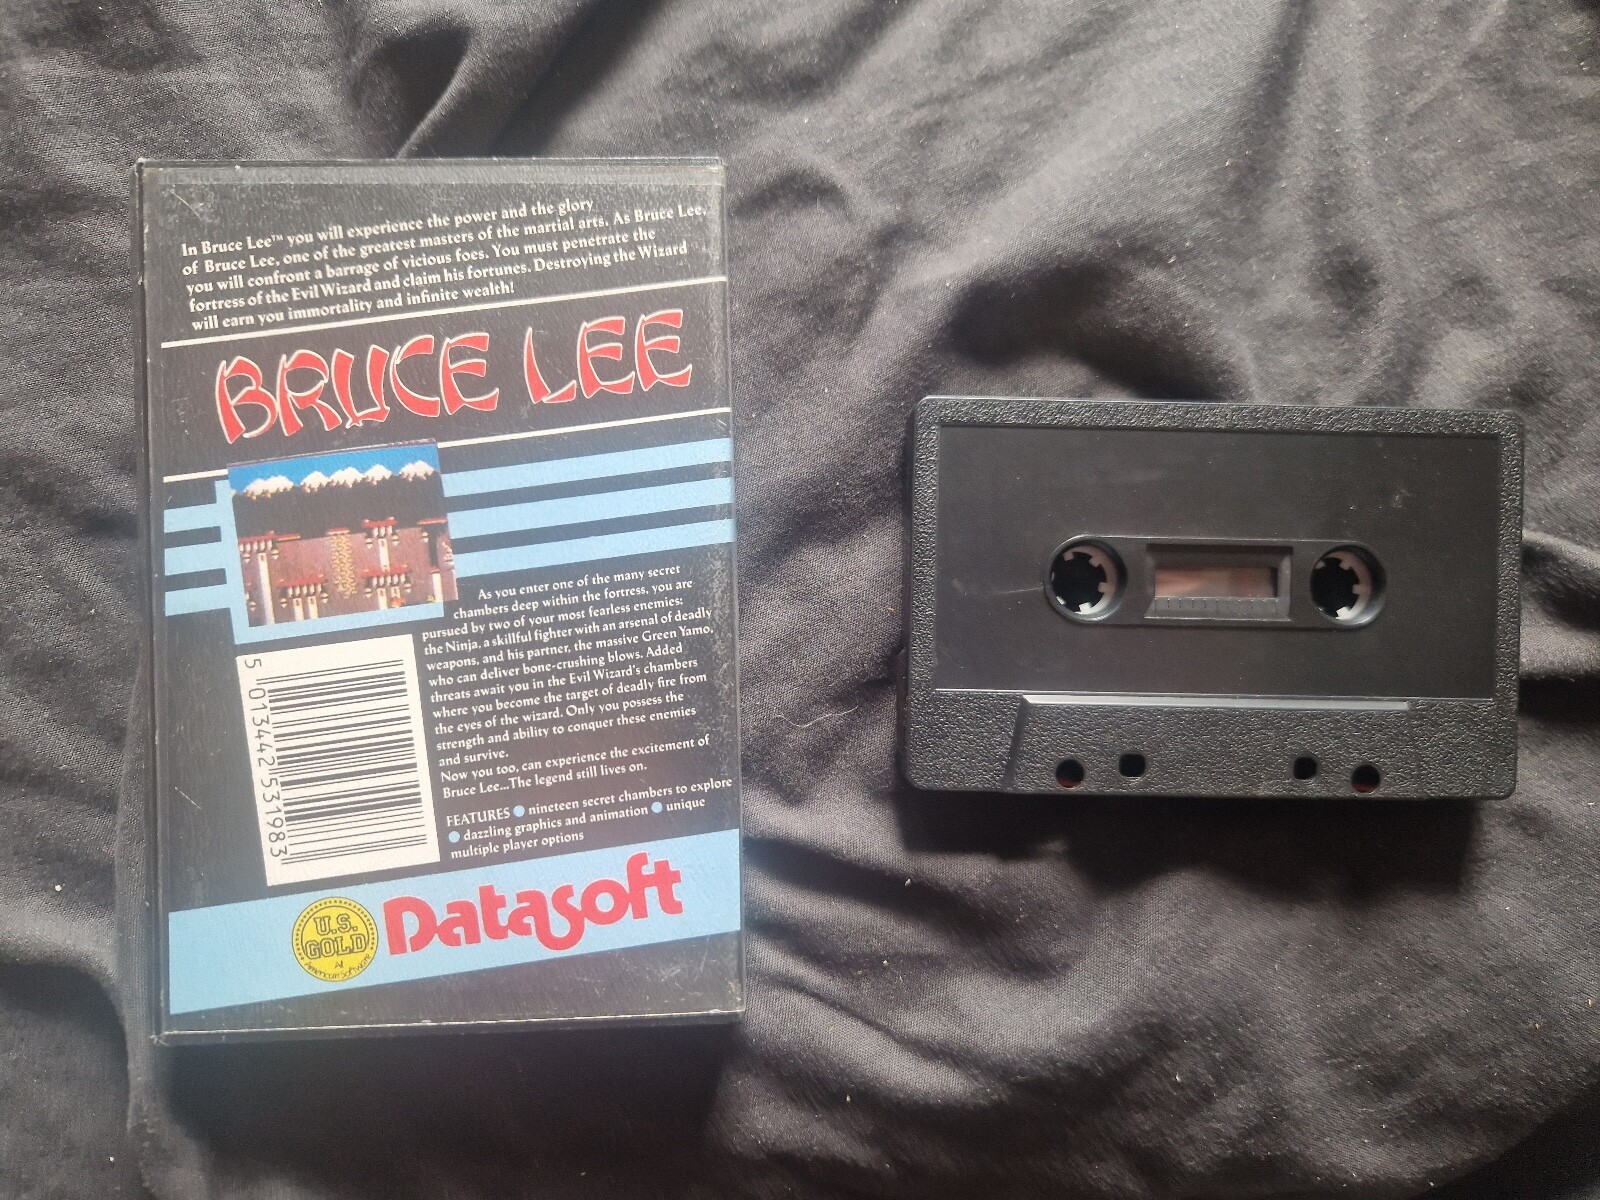 In Bruce Lee™ you will experience the power and the glory
of Bruce Lee, one of the greatest masters of the martial arts. As Bruce Lee,
you will confront a barrage of vicious foes. You must penetrate the
fortress of the Evil Wizard and claim his fortunes. Destroying the Wizard
will earn you immortality and infinite wealth!
BRUCE LEE
As you enter one of the many secret
chambers deep within the fortress, you are
pursued by two of your most fearless enemies:
the Ninja, a skillful fighter with an arsenal of deadly
weapons, and his partner, the massive Green Yamo,
who can deliver bone-crushing blows. Added
threats await you in the Evil Wizard's chambers
where you become the target of deadly fire from
the eyes of the wizard. Only you possess the
strength and ability to conquer these enemies
and survive.
Now you too, can experience the excitement of
Bruce Lee...The legend still lives on.
FEATURES ● nineteen secret chambers to explore
● dazzling graphics and animation ● unique
multiple player options
5 013442 531983
U.S.
GOLD
All
American Software
Datasoft